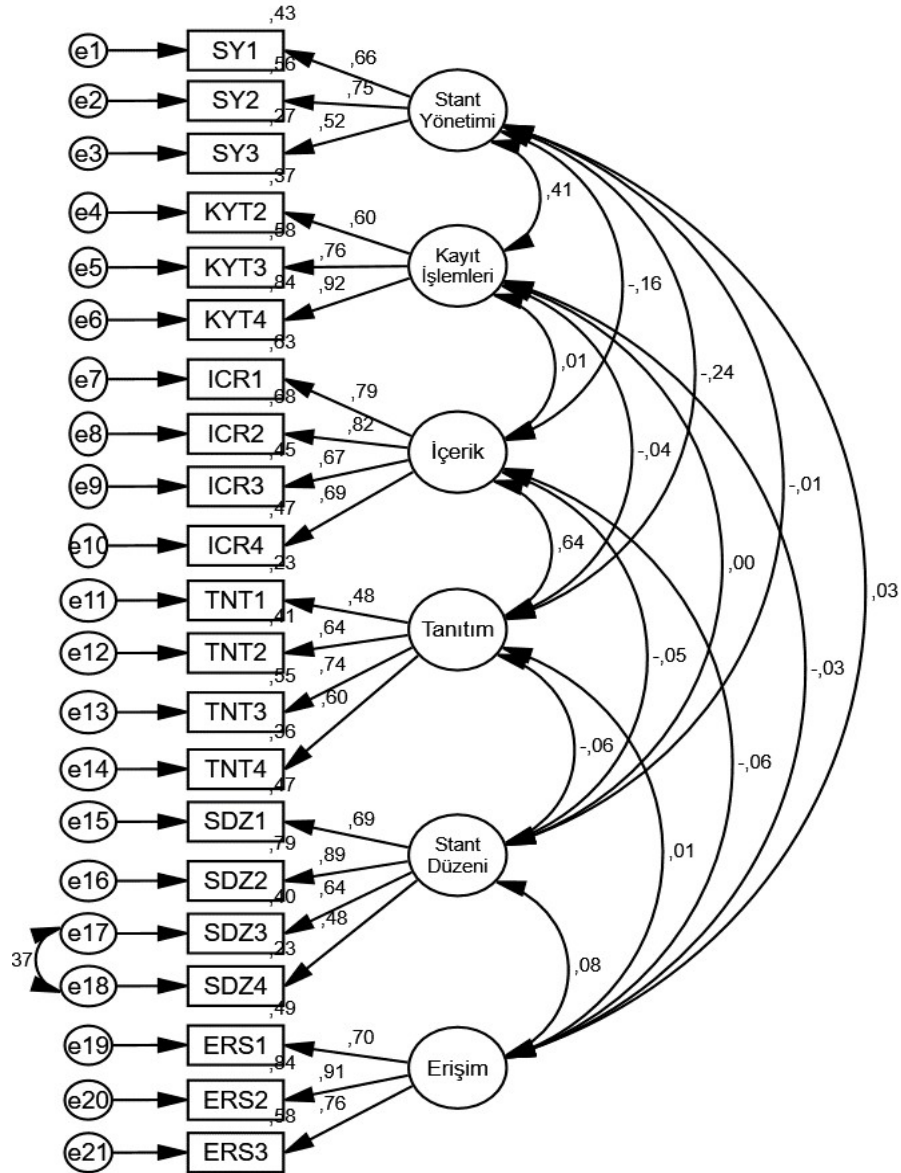 ,43
e1
SY1
,66
Stant
Yönetimi
,56
e2
SY2
,75
,27
e3
SY3
,52
,41
,37
e4
KYT2
,60
Kayıt
İşlemleri
,58
e5
KYT3
,76
,84
e6
KYT4
,92
-,16
,63
e7
ICR1
,79
,01
-,24
,68
e8
ICR2
,82
İçerik
-,04
,45
e9
ICR3
,67
-,01
,47
e10
ICR4
,69
,64
,00
,23
e11
TNT1
,48
,03
,41
e12
TNT2
,64
Tanıtım
-,05
-,03
,55
e13
TNT3
,74
,36
e14
TNT4
,60
-,06
-,06
,47
e15
SDZ1
,69
Stant
Düzeni
,01
,79
e16
SDZ2
,89
,40
e17
SDZ3
,64
37
,23
e18
SDZ4
,48
,08
,49
e19
ERS1
,70
Erişim
,84
e20
ERS2
,91
,58
e21
ERS3
,76